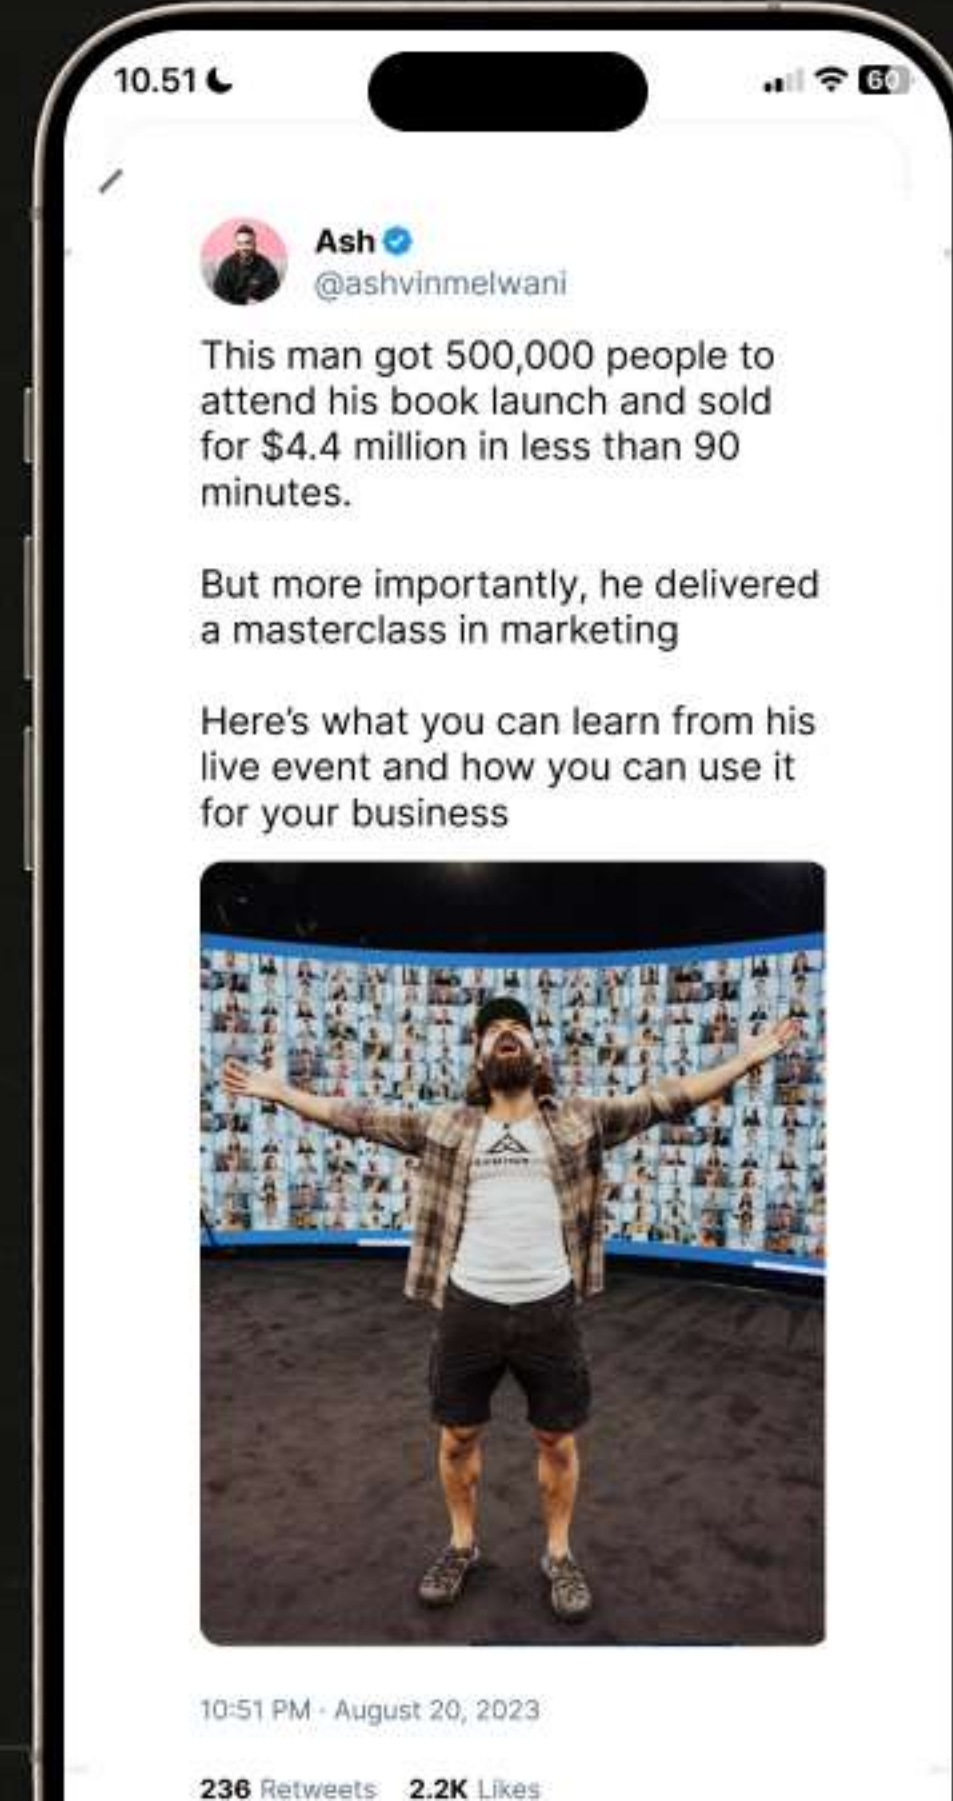 10.51
60
Ash
@ashvinmelwani
This man got 500,000 people to
attend his book launch and sold
for $4.4 million in less than 90
minutes.
But more importantly, he delivered
a masterclass in marketing
Here's what you can learn from his
live event and how you can use it
for your business
10:51 PM · August 20, 2023
236 Retweets 2.2K Likes